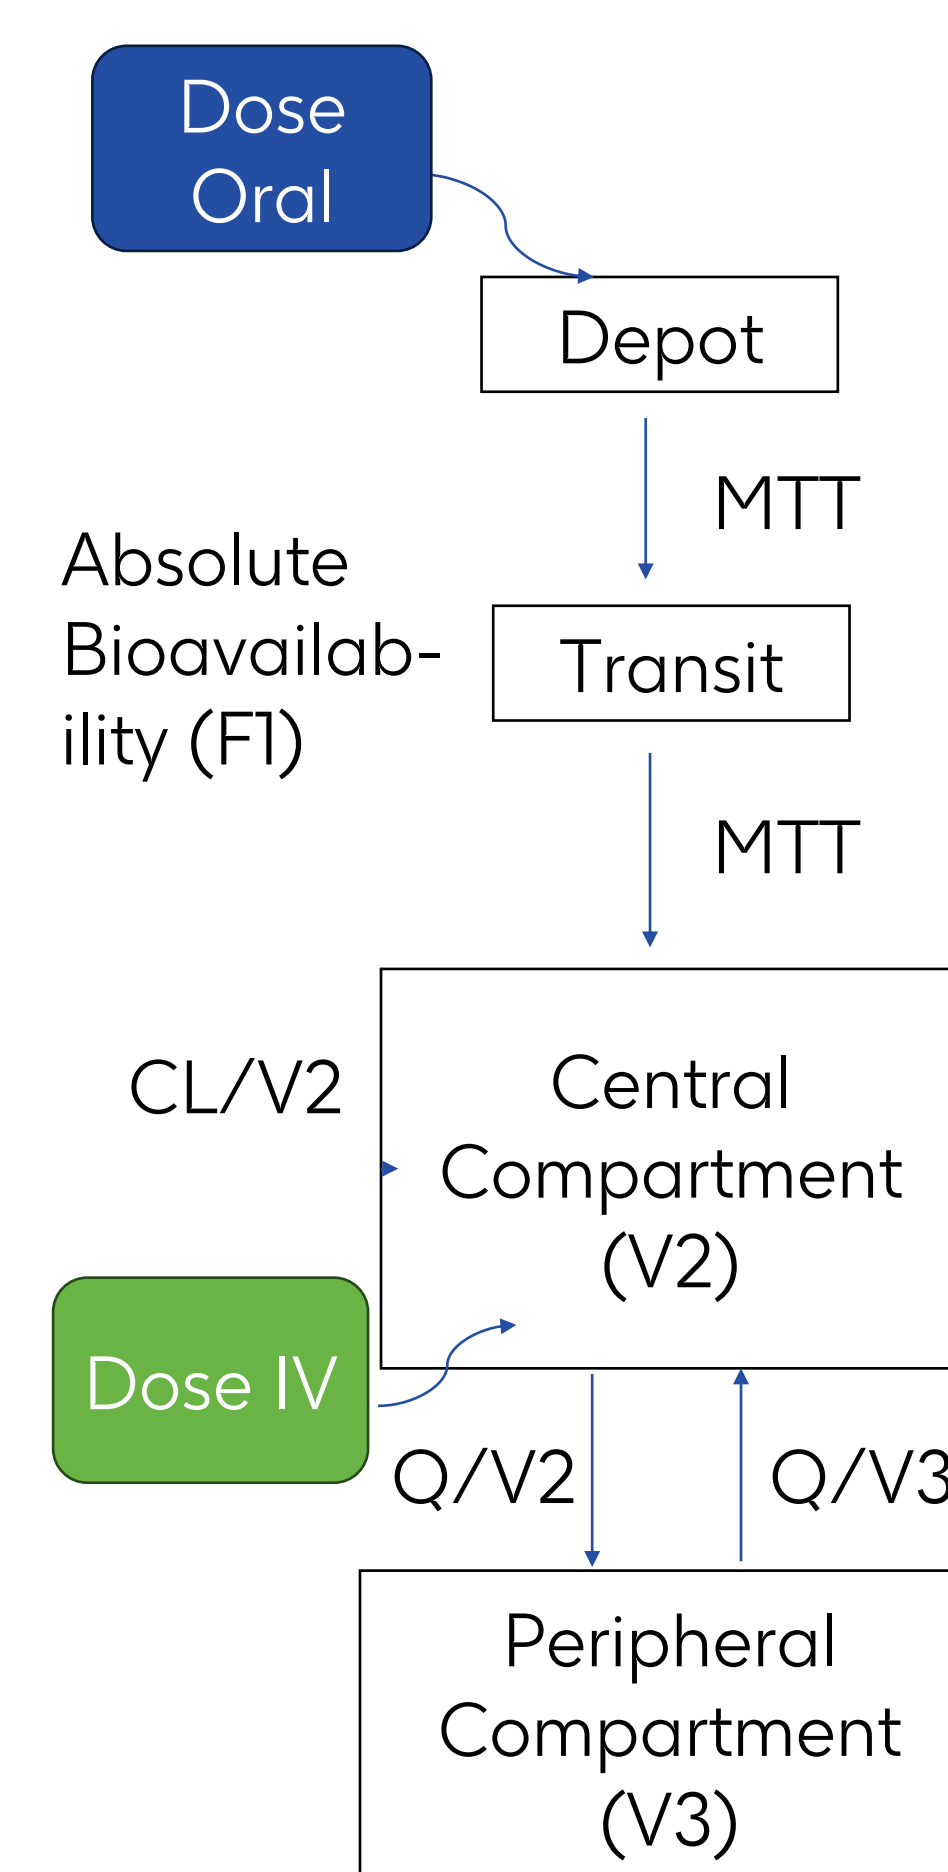 Dose
Oral
Depot
MTT
Absolute
Bioavailab-
ility (F1)
Transit
MTT
CL/V2
Central
Compartment
(V2)
Dose IV
Q/V2
Q/V3
Peripheral
Compartment
(V3)